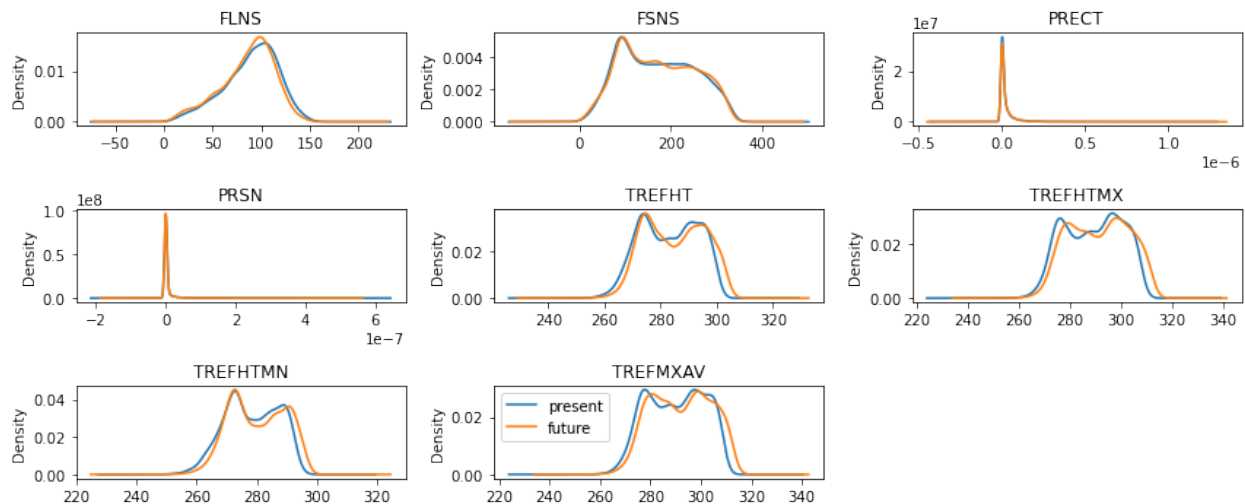 FLNS
Density
0.01
0.00
−50 0 50 100 150 200
FSNS
Density
0.004
0.002
0.000
0 200 400
PRECT
1e7
Density
2
0
−0.5 0.0 0.5 1.0
1e−6
PRSN
1e8
Density
1.0
0.5
0.0
−2 0 2 4 6
1e−7
TREFHT
Density
0.02
0.00
240 260 280 300 320
TREFHTMX
Density
0.02
0.00
220 240 260 280 300 320 340
TREFHTMN
Density
0.04
0.02
0.00
220 240 260 280 300 320
TREFMXAV
Density
0.02
0.00
220 240 260 280 300 320 340
present
future